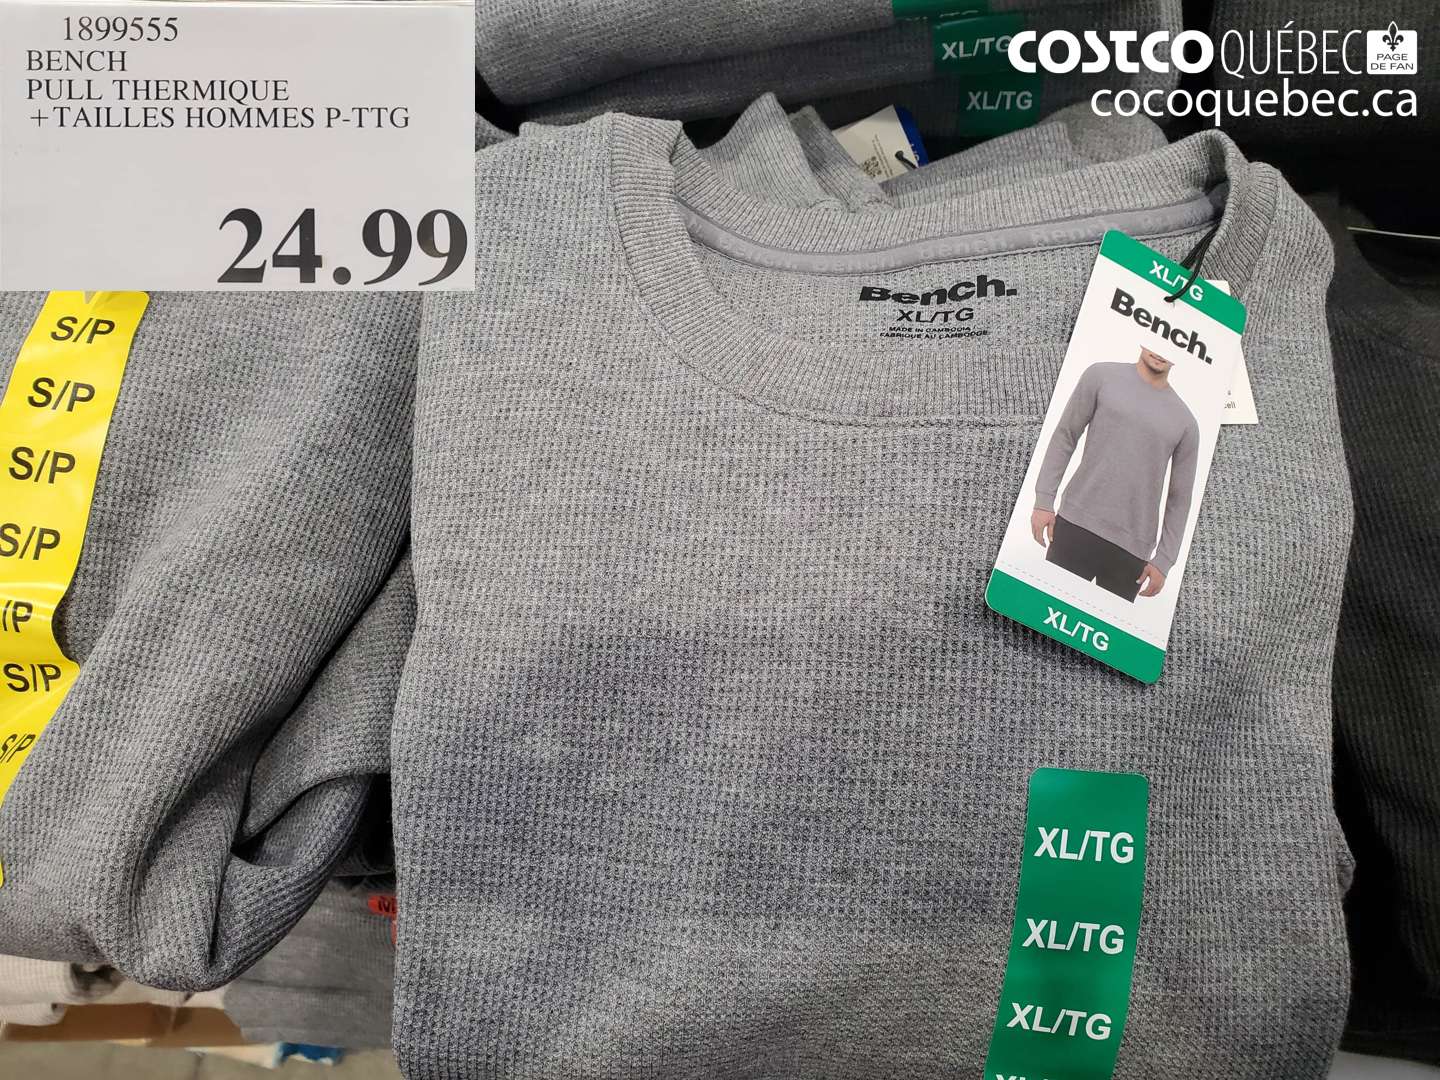 1899555
BENCH
PULL THERMIQUE
+TAILLES HOMMES P-TTG
24.99
COSTCO QUÉBEC
PAGE
DE FAN
cocoquebec.ca
XL/TG
XL/TG
Bench. Bench.
Bench.
XL/TG
MADE IN CAMBODIA
FABRIQUÉ AU CAMBODGE
XL/TG
Bench.
XL/TG
S/P
S/P
S/P
S/P
/P
S/P
S/P
XL/TG
XL/TG
XL/TG